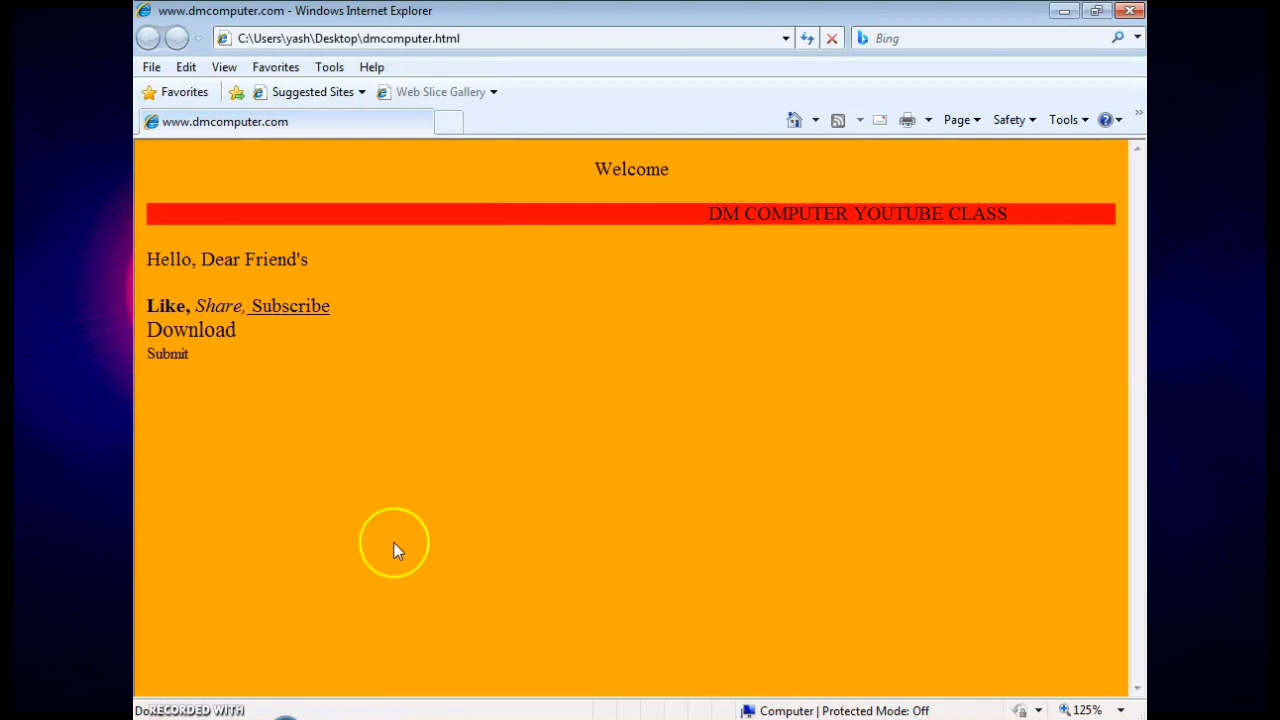 www.dmcomputer.com - Windows Internet Explorer
C:\Users\yash\Desktop\dmcomputer.html
Bing
File Edit View Favorites Tools Help
Favorites Suggested Sites Web Slice Gallery
www.dmcomputer.com Page Safety Tools
Welcome
DM COMPUTER YOUTUBE CLASS
Hello, Dear Friend's
Like, Share, Subscribe
Download
Submit
RECORDED WITH Computer | Protected Mode: Off 125%